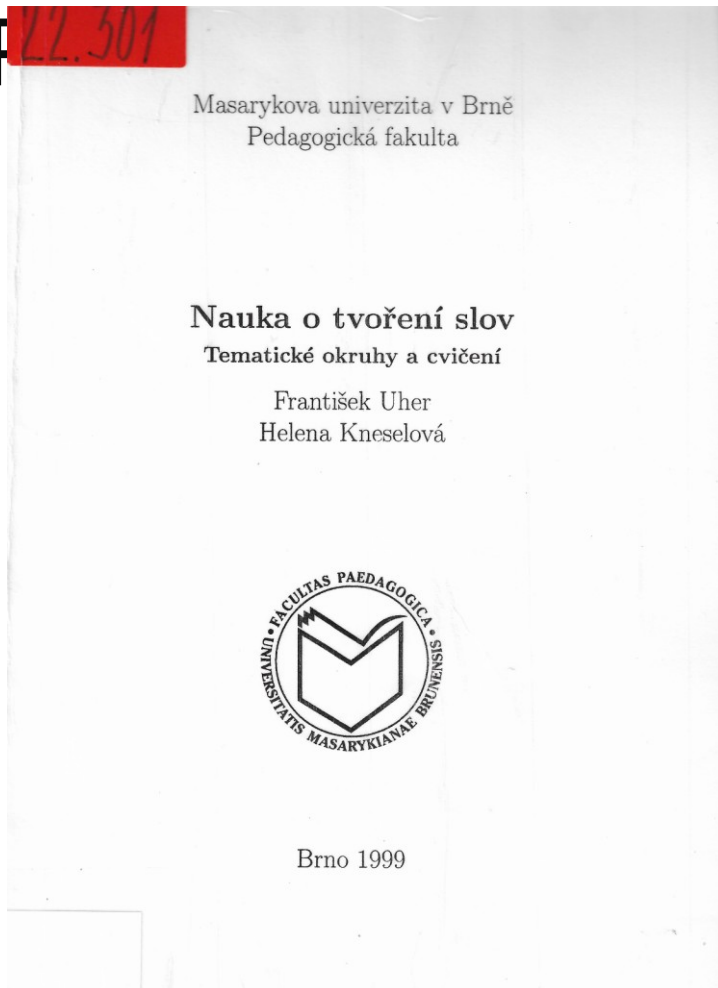 22.501
Masarykova univerzita v Brně
Pedagogická fakulta
Nauka o tvoření slov
Tematické okruhy a cvičení
František Uher
Helena Kneselová
FACULTAS PAEDAGOGICA • UNIVERSITATIS MASARYKIANAE BRUNENSIS •
Brno 1999